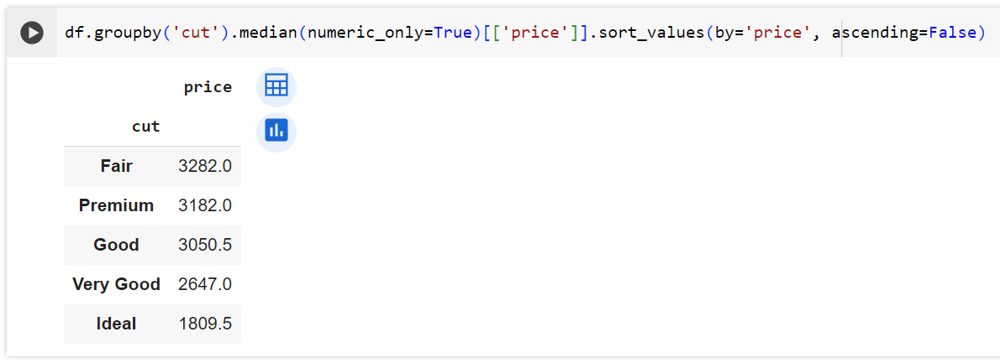 df.groupby('cut').median(numeric_only=True)[['price']].sort_values(by='price', ascending=False)
price
cut
Fair 3282.0
Premium 3182.0
Good 3050.5
Very Good 2647.0
Ideal 1809.5